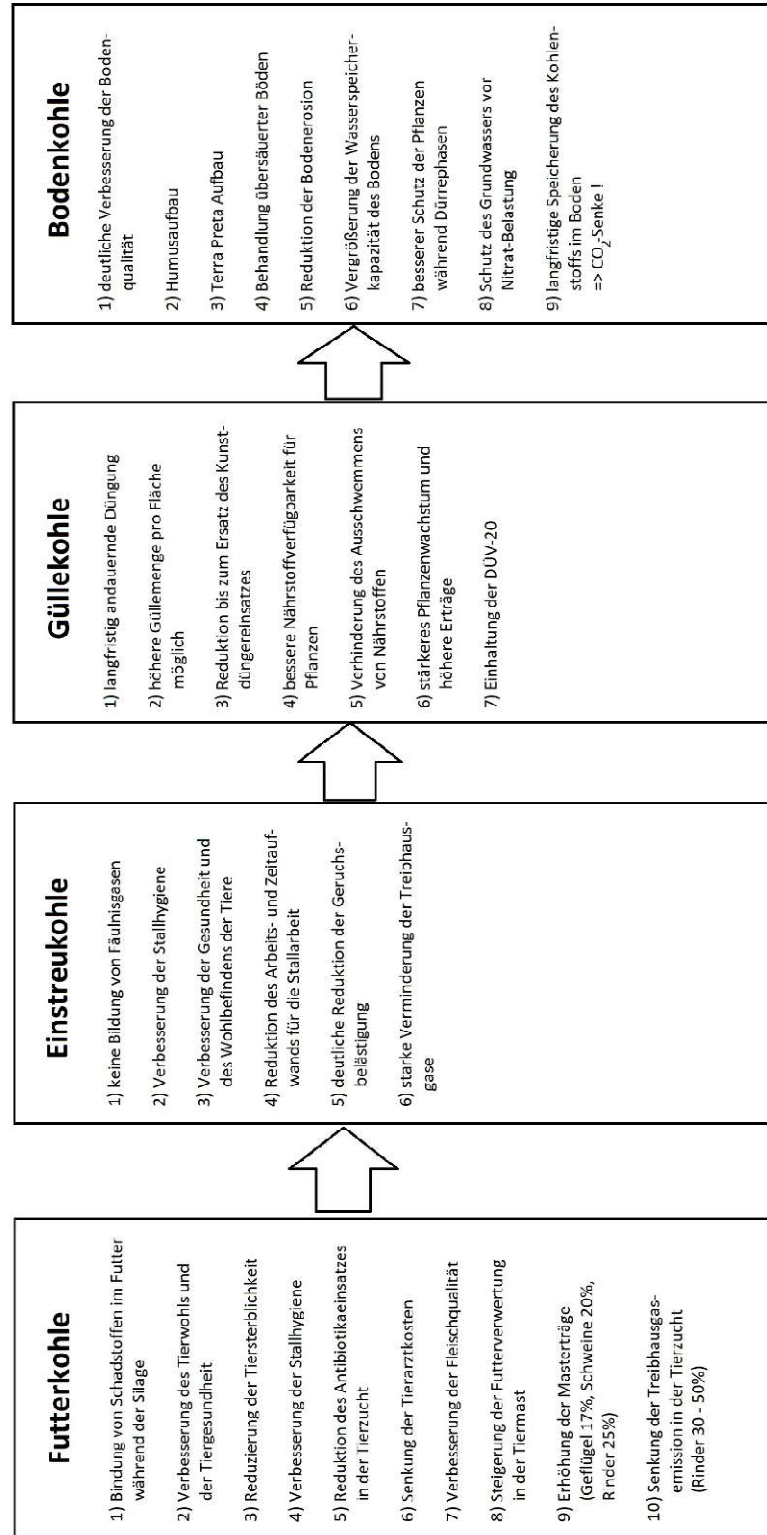 Futterkohle
1) Bindung von Schadstoffen im Futter
während der Silage
2) Verbesserung des Tierwohls und
der Tiergesundheit
3) Reduzierung der Tiersterblichkeit
4) Verbesserung der Stallhygiene
5) Reduktion des Antibiotikaeinsatzes
in der Tierzucht
6) Senkung der Tierarztkosten
7) Verbesserung der Fleischqualität
8) Steigerung der Futterverwertung
in der Tiermast
9) Erhöhung der Masterträge
(Geflügel 17%, Schweine 20%,
Rinder 25%)
10) Senkung der Treibhausgas-
emission in der Tierzucht
(Rinder 30 - 50%)
Einstreukohle
1) keine Bildung von Fäulnisgasen
2) Verbesserung der Stallhygiene
3) Verbesserung der Gesundheit und
des Wohlbefindens der Tiere
4) Reduktion des Arbeits- und Zeitauf-
wands für die Stallarbeit
5) deutliche Reduktion der Geruchs-
belästigung
6) starke Verminderung der Treibhaus-
gase
Güllekohle
1) langfristig andauernde Düngung
2) höhere Güllemenge pro Fläche
möglich
3) Reduktion bis zum Ersatz des Kunst-
düngereinsatzes
4) bessere Nährstoffverfügbarkeit für
Pflanzen
5) Verhinderung des Ausschwemmens
von Nährstoffen
6) stärkeres Pflanzenwachstum und
höhere Erträge
7) Einhaltung der DÜV-20
Bodenkohle
1) deutliche Verbesserung der Boden-
qualität
2) Humusaufbau
3) Terra Preta Aufbau
4) Behandlung übersäuerter Böden
5) Reduktion der Bodenerosion
6) Vergrößerung der Wasserspeicher-
kapazität des Bodens
7) besserer Schutz der Pflanzen
während Dürrephasen
8) Schutz des Grundwassers vor
Nitrat-Belastung
9) langfristige Speicherung des Kohlen-
stoffs im Boden
=> CO₂-Senke !